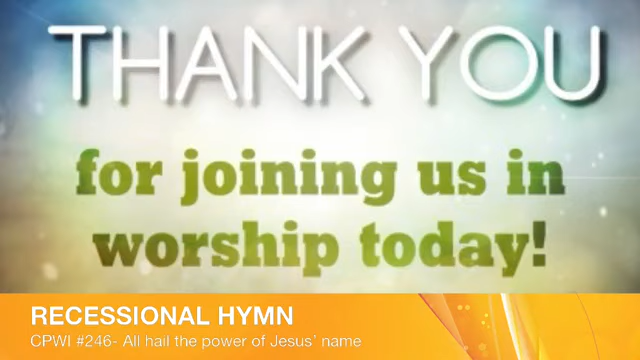 THANK YOU
for joining us in
worship today!
RECESSIONAL HYMN
CPWI #246- All hail the power of Jesus’ name